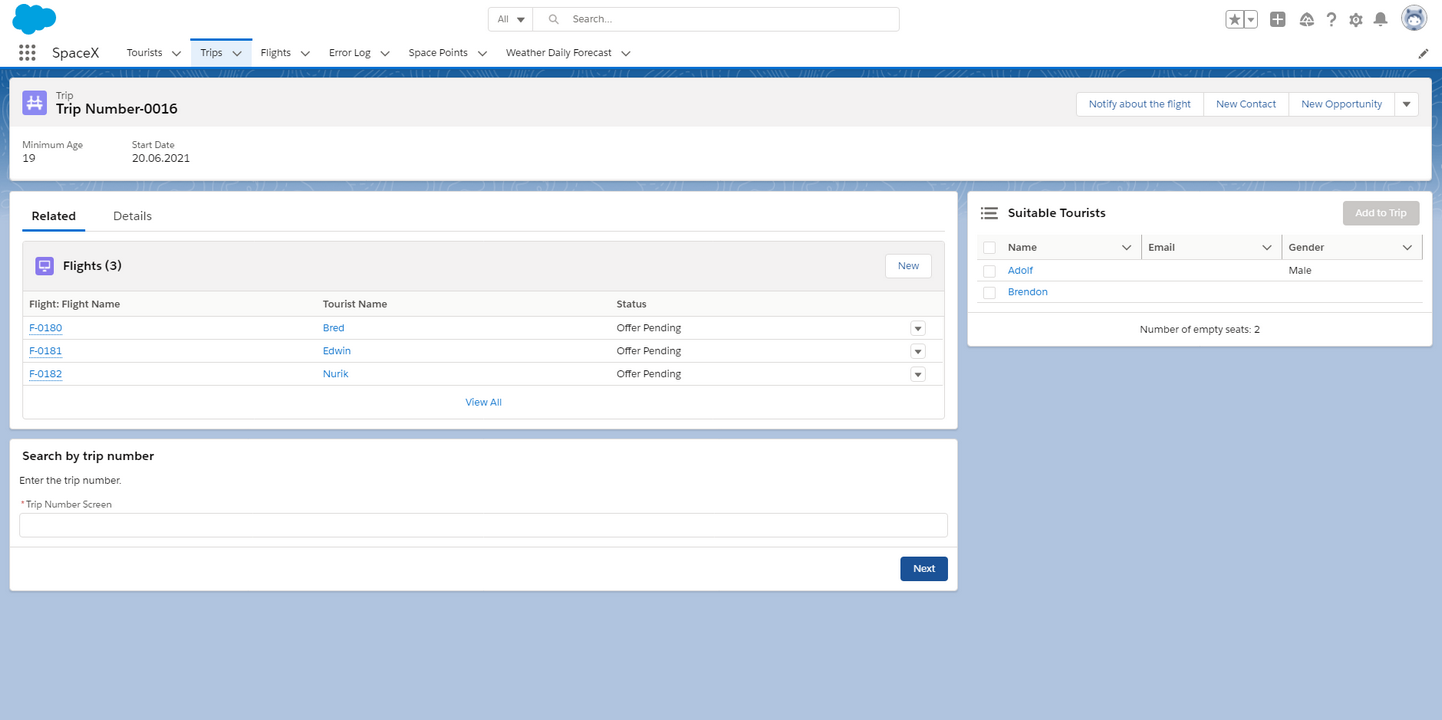 All
Search...
SpaceX
Tourists
Trips
Flights
Error Log
Space Points
Weather Daily Forecast
Trip
Trip Number-0016
Notify about the flight
New Contact
New Opportunity
Minimum Age
19
Start Date
20.06.2021
Related
Details
Flights (3)
New
Flight: Flight Name Tourist Name Status
F-0180 Bred Offer Pending
F-0181 Edwin Offer Pending
F-0182 Nurik Offer Pending
View All
Search by trip number
Enter the trip number.
*Trip Number Screen
Next
Suitable Tourists
Add to Trip
Name Email Gender
Adolf Male
Brendon
Number of empty seats: 2